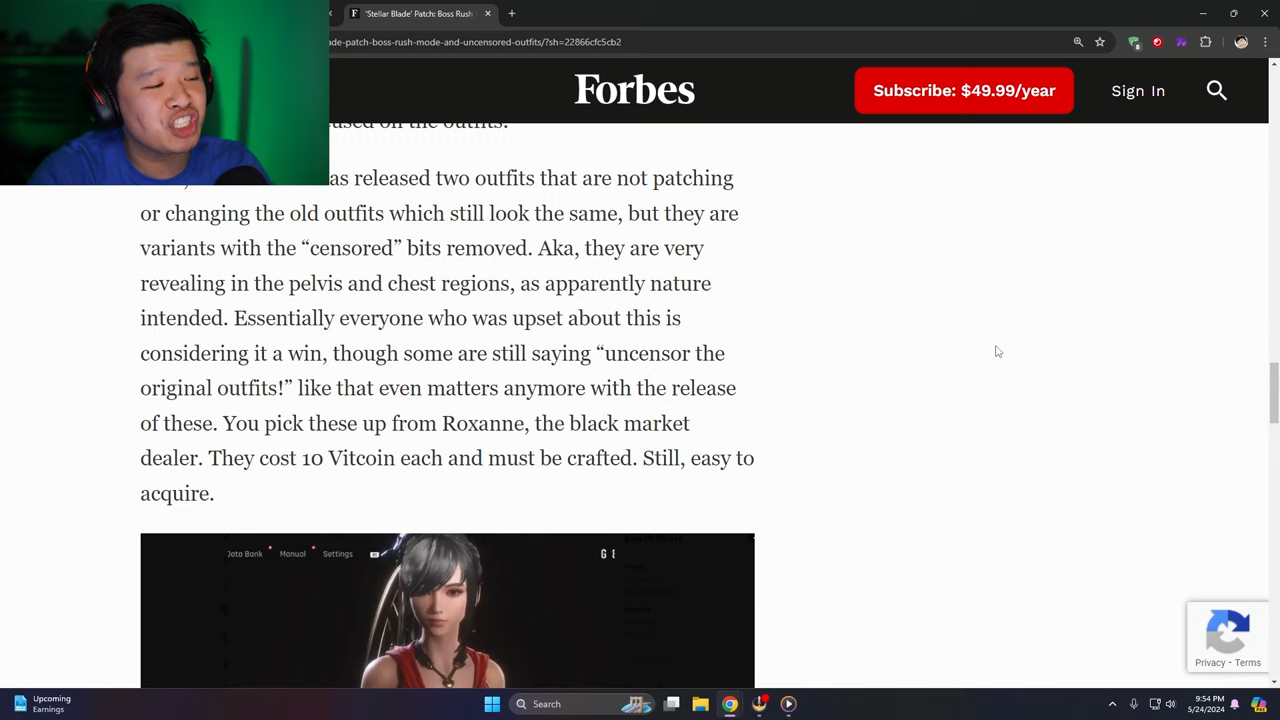 'Stellar Blade' Patch: Boss Rush
de-patch-boss-rush-mode-and-uncensored-outfits/?sh=22866cfc5cb2
Forbes
Subscribe: $49.99/year
Sign In
on the outfits.
as released two outfits that are not patching
or changing the old outfits which still look the same, but they are
variants with the “censored” bits removed. Aka, they are very
revealing in the pelvis and chest regions, as apparently nature
intended. Essentially everyone who was upset about this is
considering it a win, though some are still saying “uncensor the
original outfits!” like that even matters anymore with the release
of these. You pick these up from Roxanne, the black market
dealer. They cost 10 Vitcoin each and must be crafted. Still, easy to
acquire.
Data Bank
Manual
Settings
Privacy - Terms
Upcoming
Earnings
Search
9:54 PM
5/24/2024